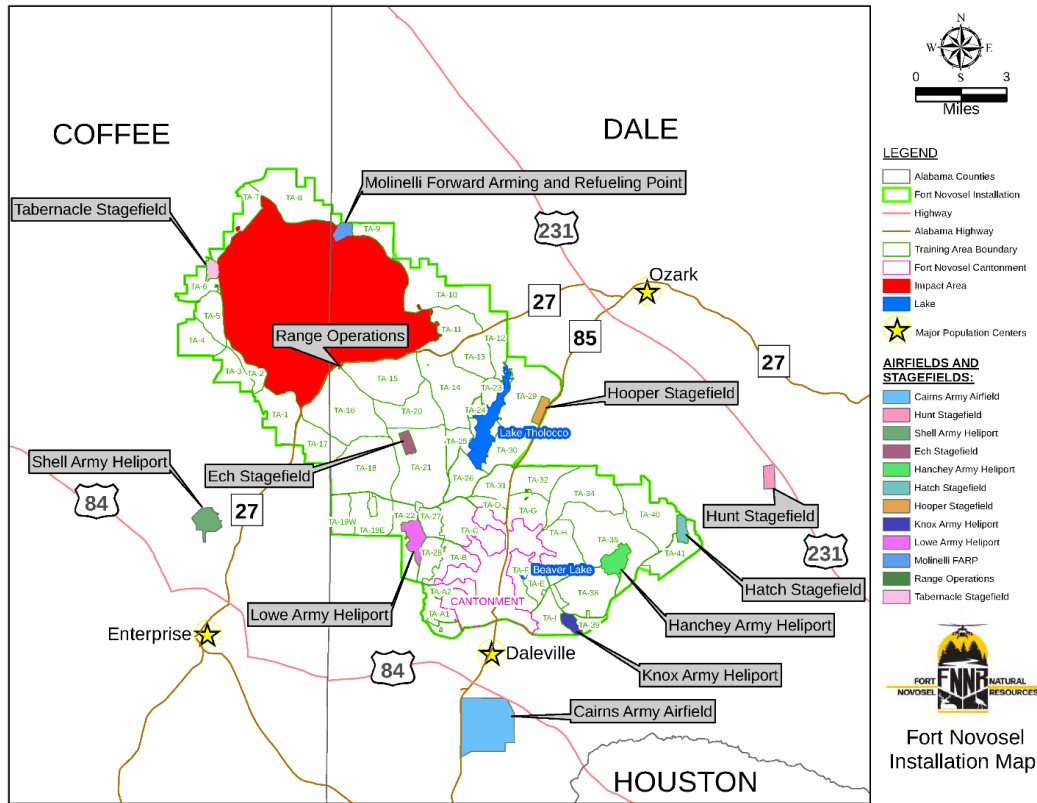 COFFEE
DALE
Molinelli Forward Arming and Refueling Point
Tabernacle Stagefield
231
Ozark
27
85
27
Range Operations
Hooper Stagefield
Lake Tholocco
Shell Army Heliport
Ech Stagefield
84
27
Hunt Stagefield
231
Hatch Stagefield
Beaver Lake
Lowe Army Heliport
CANTONMENT
Hanchey Army Heliport
Enterprise
Daleville
84
Knox Army Heliport
Cairns Army Airfield
HOUSTON
TA-7
TA-8
TA-9
TA-6
TA-5
TA-4
TA-3
TA-2
TA-1
TA-10
TA-11
TA-12
TA-13
TA-14
TA-15
TA-16
TA-17
TA-18
TA-19W
TA-19E
TA-20
TA-21
TA-22
TA-23
TA-24
TA-25
TA-26
TA-27
TA-28
TA-29
TA-30
TA-31
TA-32
TA-34
TA-35
TA-38
TA-39
TA-40
TA-41
TA-A1
TA-A2
TA-B
TA-C
TA-D
TA-E
TA-F
TA-G
TA-H
TA-I
N
W E
S
0 3
Miles
LEGEND
Alabama Counties
Fort Novosel Installation
Highway
Alabama Highway
Training Area Boundary
Fort Novosel Cantonment
Impact Area
Lake
Major Population Centers
AIRFIELDS AND
STAGEFIELDS:
Cairns Army Airfield
Hunt Stagefield
Shell Army Heliport
Ech Stagefield
Hanchey Army Heliport
Hatch Stagefield
Hooper Stagefield
Knox Army Heliport
Lowe Army Heliport
Molinelli FARP
Range Operations
Tabernacle Stagefield
FORT NOVOSEL
FNNR
NATURAL RESOURCES
Fort Novosel
Installation Map